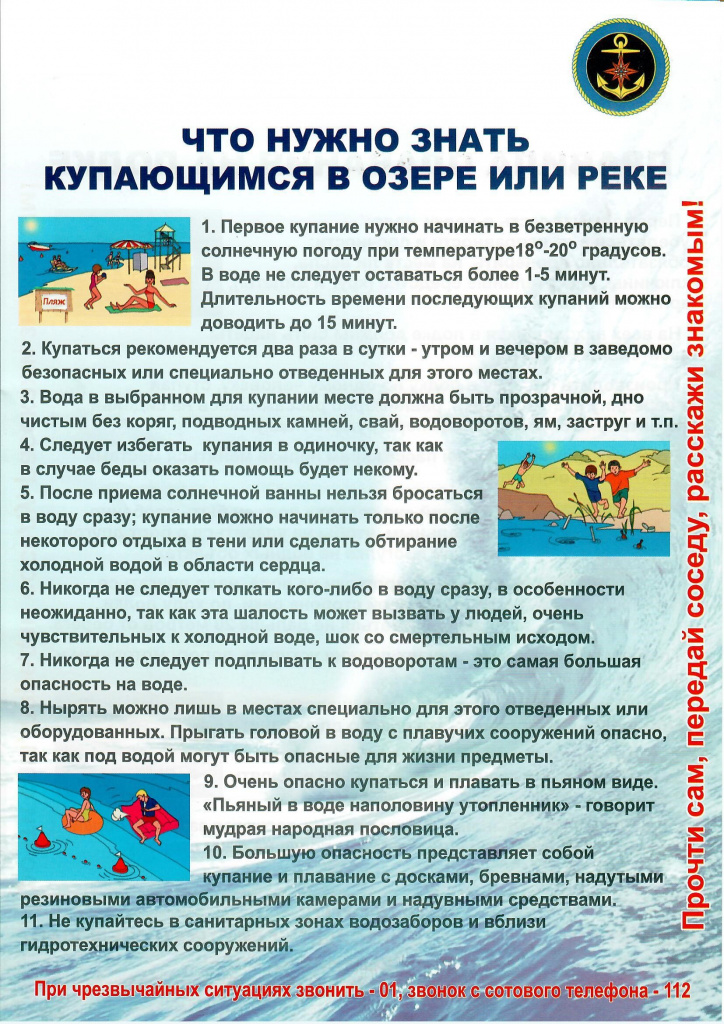 ЧТО НУЖНО ЗНАТЬ
КУПАЮЩИМСЯ В ОЗЕРЕ ИЛИ РЕКЕ
1. Первое купание нужно начинать в безветренную
солнечную погоду при температуре18º-20º градусов.
В воде не следует оставаться более 1-5 минут.
Длительность времени последующих купаний можно
доводить до 15 минут.
Пляж
2. Купаться рекомендуется два раза в сутки - утром и вечером в заведомо
безопасных или специально отведенных для этого местах.
3. Вода в выбранном для купании месте должна быть прозрачной, дно
чистым без коряг, подводных камней, свай, водоворотов, ям, заструг и т.п.
4. Следует избегать купания в одиночку, так как
в случае беды оказать помощь будет некому.
5. После приема солнечной ванны нельзя бросаться
в воду сразу; купание можно начинать только после
некоторого отдыха в тени или сделать обтирание
холодной водой в области сердца.
6. Никогда не следует толкать кого-либо в воду сразу, в особенности
неожиданно, так как эта шалость может вызвать у людей, очень
чувствительных к холодной воде, шок со смертельным исходом.
7. Никогда не следует подплывать к водоворотам - это самая большая
опасность на воде.
8. Нырять можно лишь в местах специально для этого отведенных или
оборудованных. Прыгать головой в воду с плавучих сооружений опасно,
так как под водой могут быть опасные для жизни предметы.
9. Очень опасно купаться и плавать в пьяном виде.
«Пьяный в воде наполовину утопленник» - говорит
мудрая народная пословица.
10. Большую опасность представляет собой
купание и плавание с досками, бревнами, надутыми
резиновыми автомобильными камерами и надувными средствами.
11. Не купайтесь в санитарных зонах водозаборов и вблизи
гидротехнических сооружений.
Прочти сам, передай соседу, расскажи знакомым!
При чрезвычайных ситуациях звонить - 01, звонок с сотового телефона - 112